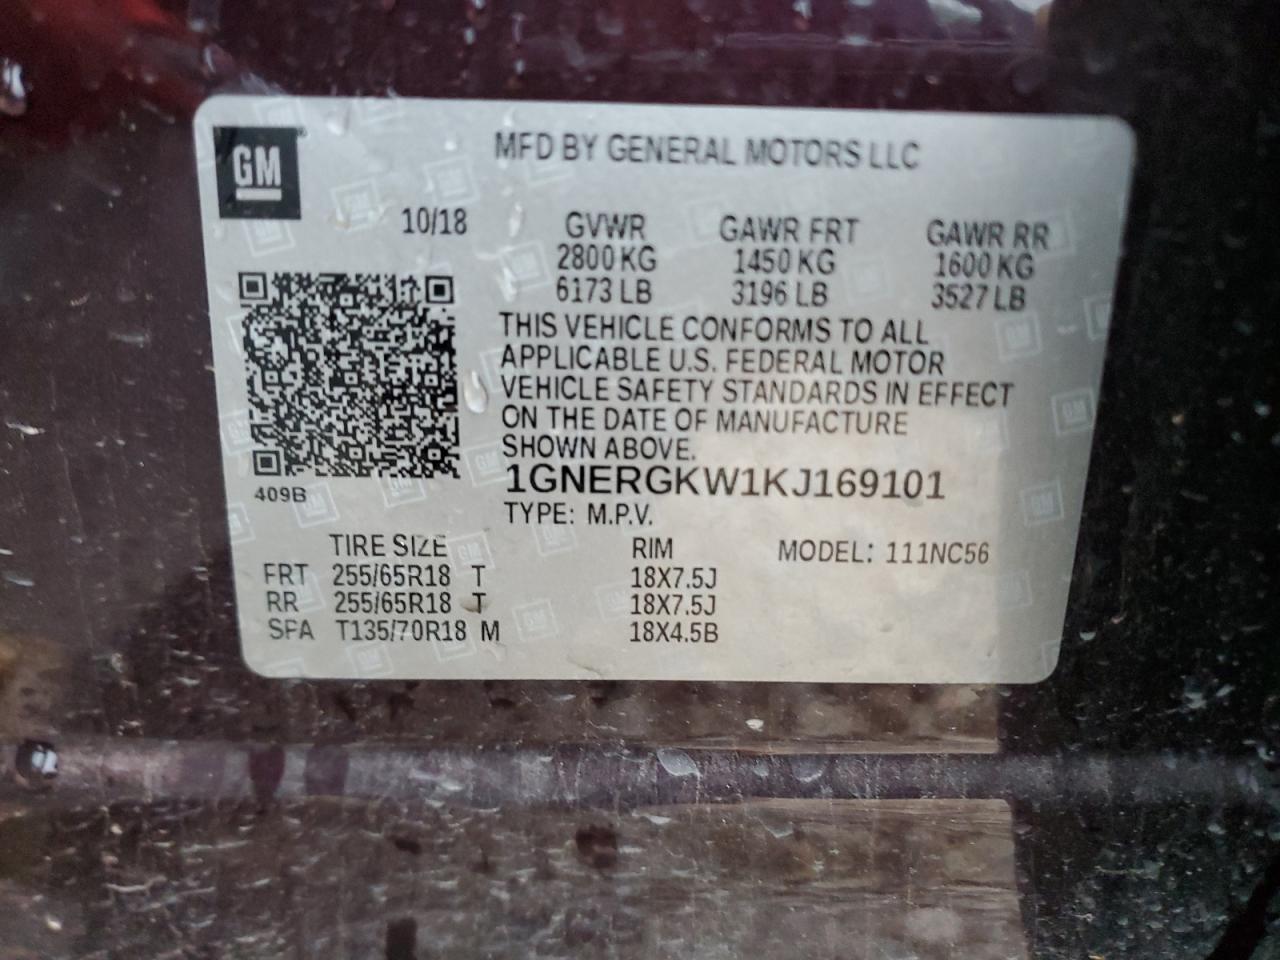 GM
MFD BY GENERAL MOTORS LLC
10/18
GVWR GAWR FRT GAWR RR
2800 KG 1450 KG 1600 KG
6173 LB 3196 LB 3527 LB
THIS VEHICLE CONFORMS TO ALL
APPLICABLE U.S. FEDERAL MOTOR
VEHICLE SAFETY STANDARDS IN EFFECT
ON THE DATE OF MANUFACTURE
SHOWN ABOVE.
1GNERGKW1KJ169101
409B
TYPE: M.P.V.
TIRE SIZE RIM MODEL: 111NC56
FRT 255/65R18 T 18X7.5J
RR 255/65R18 T 18X7.5J
SPA T135/70R18 M 18X4.5B